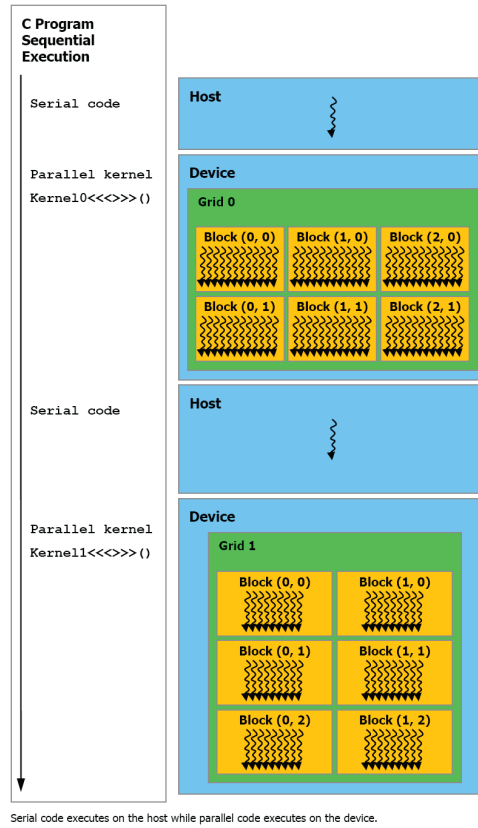 C Program
Sequential
Execution
Serial code
Host
Parallel kernel
Kernel0<<<>>>()
Device
Grid 0
Block (0, 0)
Block (1, 0)
Block (2, 0)
Block (0, 1)
Block (1, 1)
Block (2, 1)
Serial code
Host
Parallel kernel
Kernel1<<<>>>()
Device
Grid 1
Block (0, 0)
Block (1, 0)
Block (0, 1)
Block (1, 1)
Block (0, 2)
Block (1, 2)
Serial code executes on the host while parallel code executes on the device.